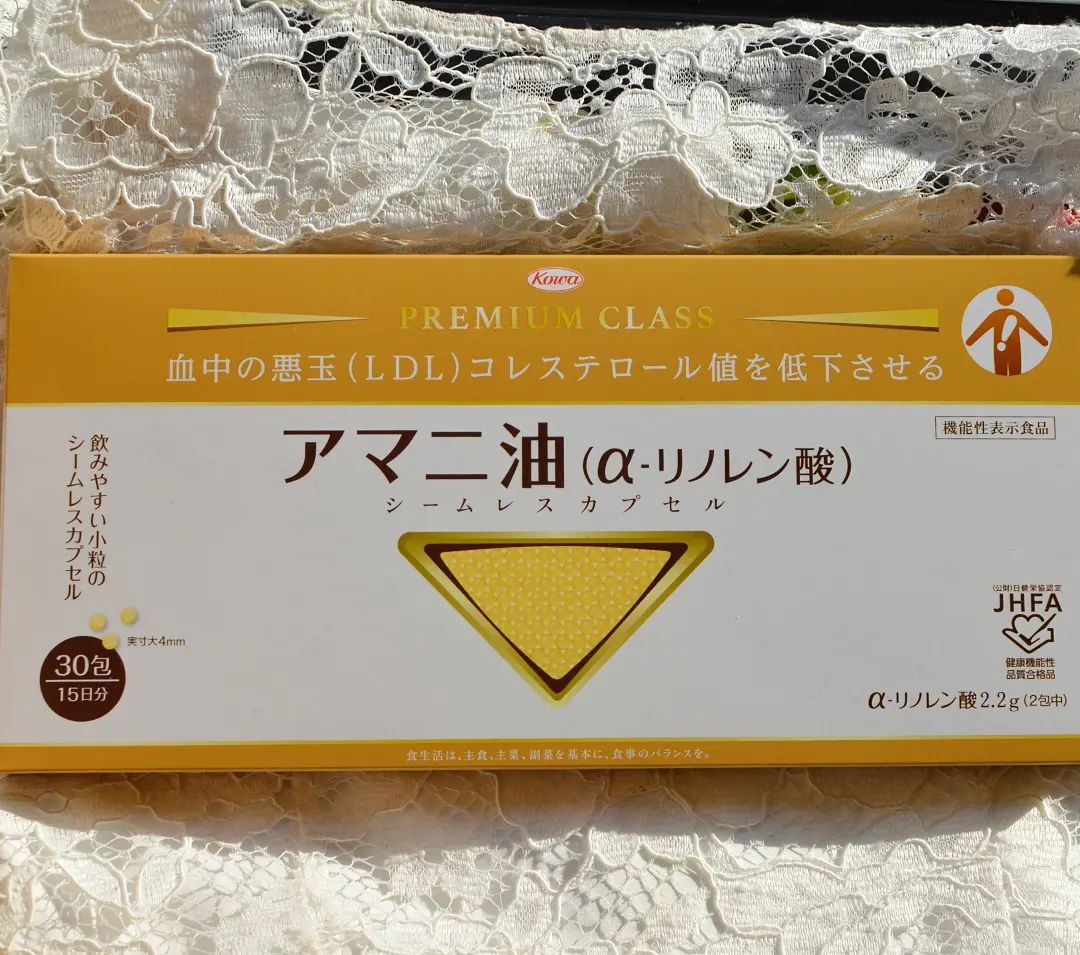 Kowa
PREMIUM CLASS
血中の悪玉(LDL)コレステロール値を低下させる
機能性表示食品
アマニ油(α-リノレン酸)
シームレスカプセル
飲みやすい小粒の
シームレスカプセル
実寸大4mm
30包
15日分
(公財)日健栄協認定
JHFA
健康機能性
品質合格品
α-リノレン酸2.2g(2包中)
食生活は、主食、主菜、副菜を基本に、食事のバランスを。